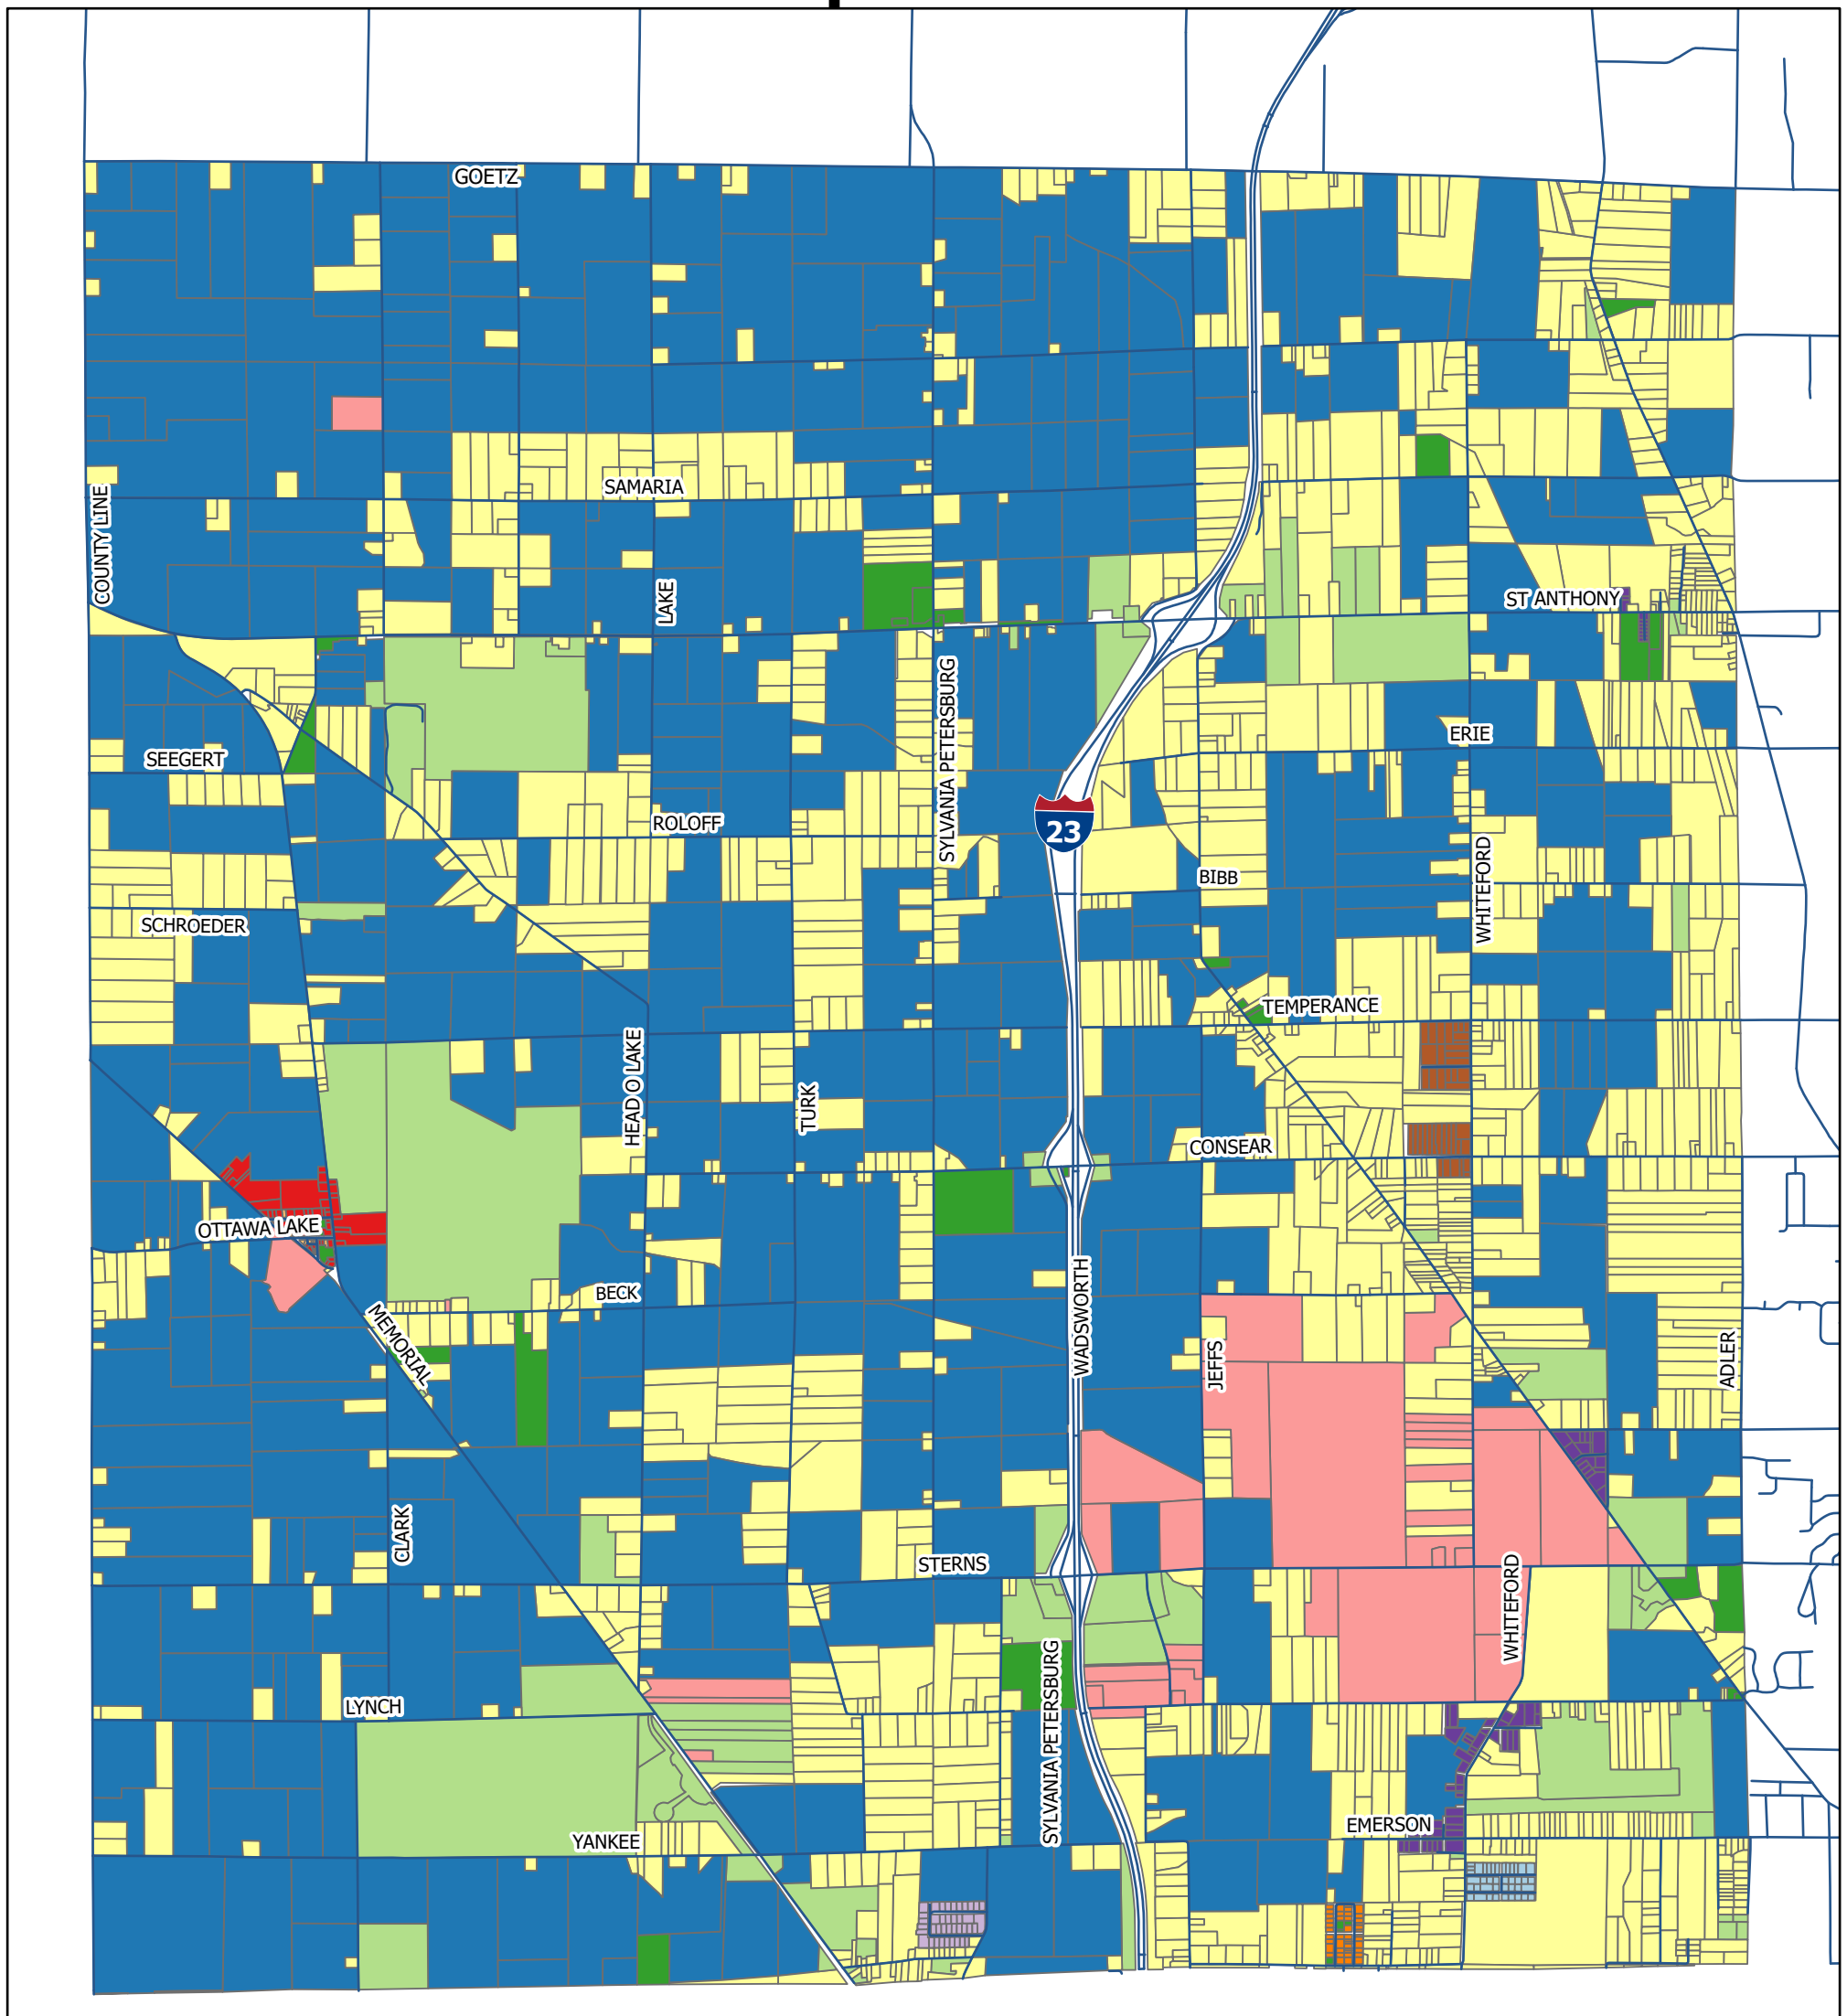 GOETZ
SAMARIA
COUNTY LINE
LAKE
ST ANTHONY
SYLVANIA PETERSBURG
ERIE
SEEGERT
ROLOFF
23
WHITEFORD
BIBB
SCHROEDER
TEMPERANCE
HEAD O LAKE
TURK
CONSEAR
OTTAWA LAKE
BECK
WADSWORTH
MEMORIAL
JEFFS
ADLER
CLARK
STERNS
WHITEFORD
SYLVANIA PETERSBURG
LYNCH
EMERSON
YANKEE